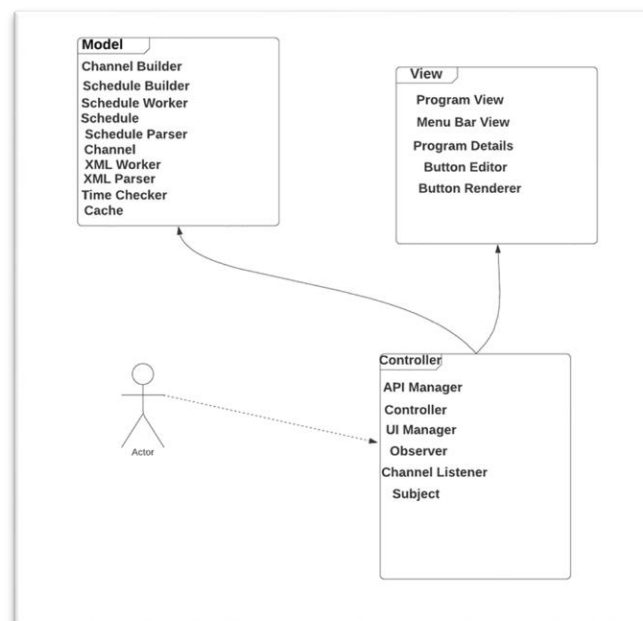 Model
Channel Builder
Schedule Builder
Schedule Worker
Schedule
Schedule Parser
Channel
XML Worker
XML Parser
Time Checker
Cache
View
Program View
Menu Bar View
Program Details
Button Editor
Button Renderer
Actor
Controller
API Manager
Controller
UI Manager
Observer
Channel Listener
Subject